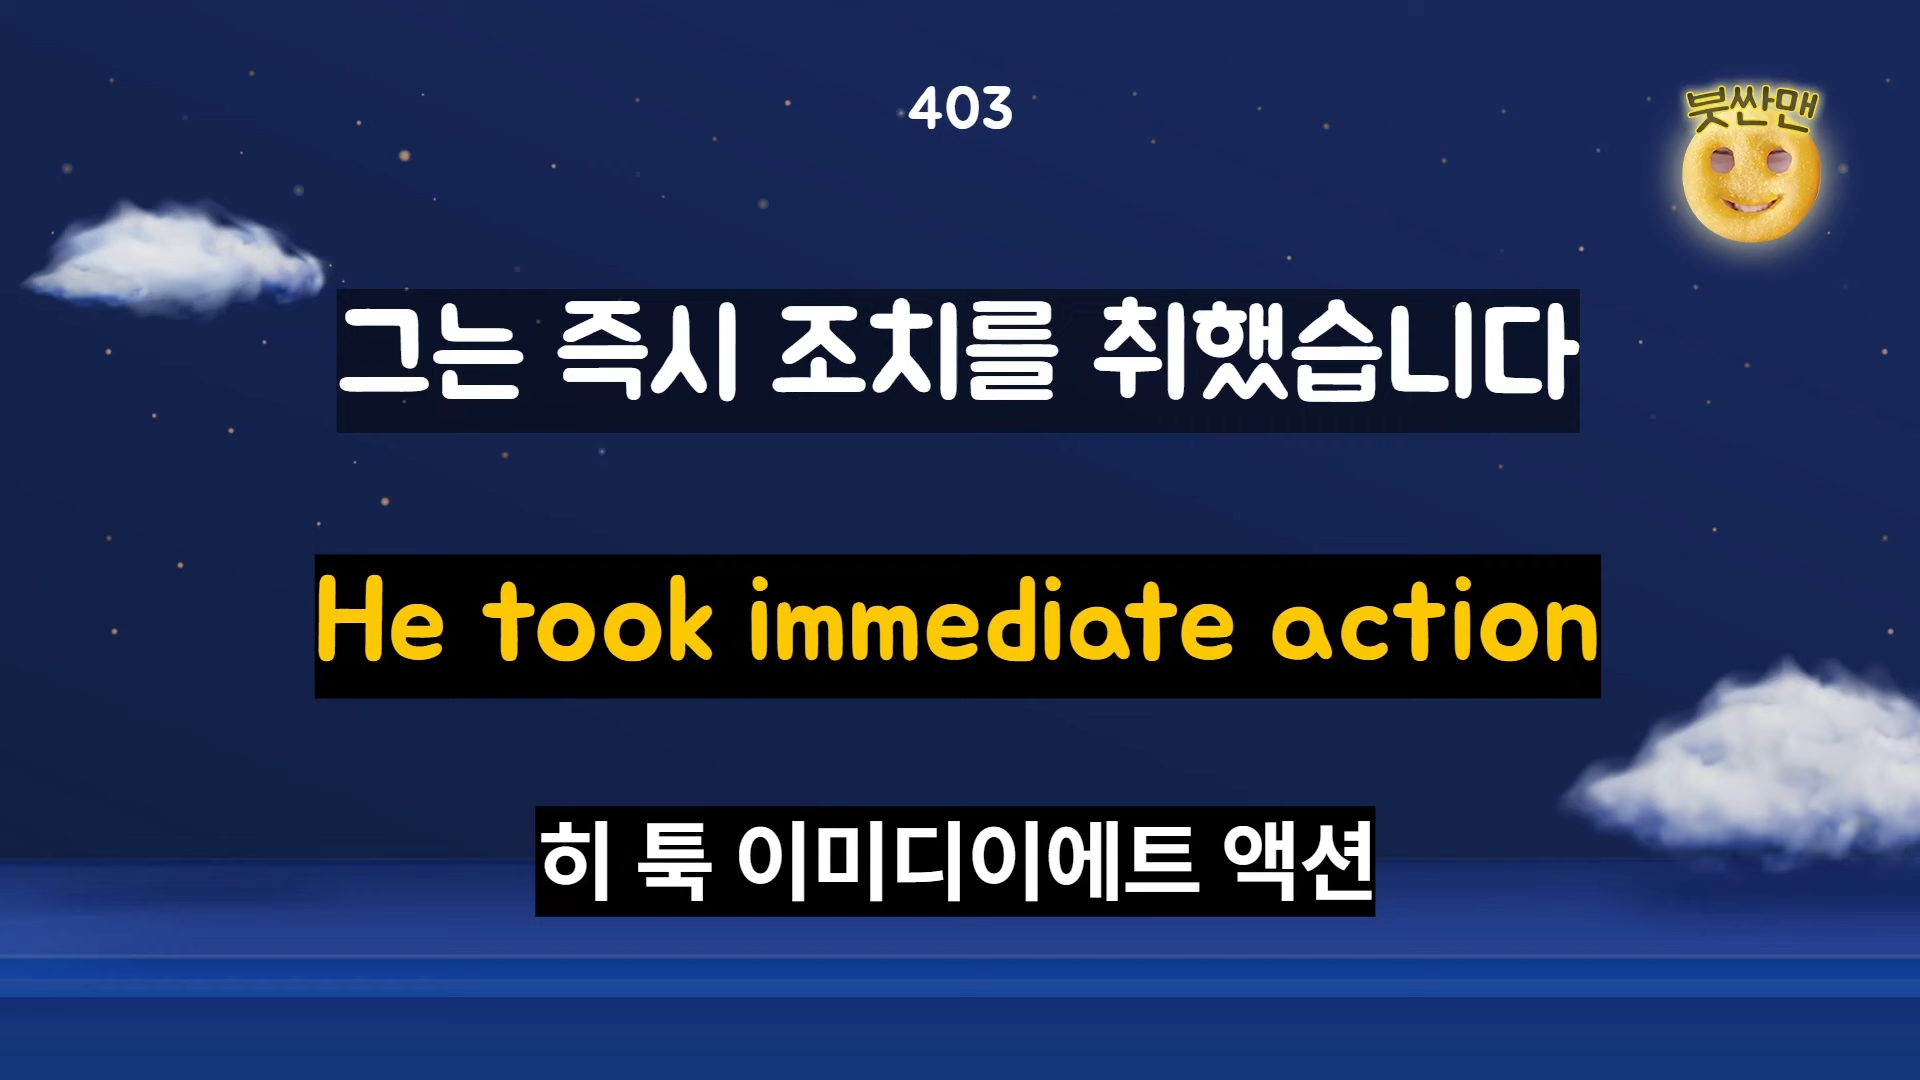 403
붓싼맨
그는 즉시 조치를 취했습니다
He took immediate action
히 툭 이미디이에트 액션